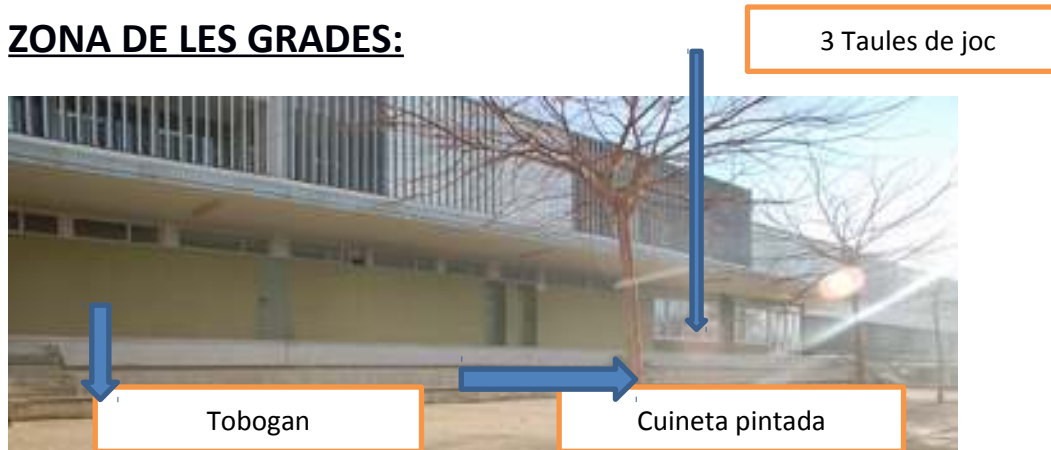 ZONA DE LES GRADES:
3 Taules de joc
Tobogan
Cuineta pintada